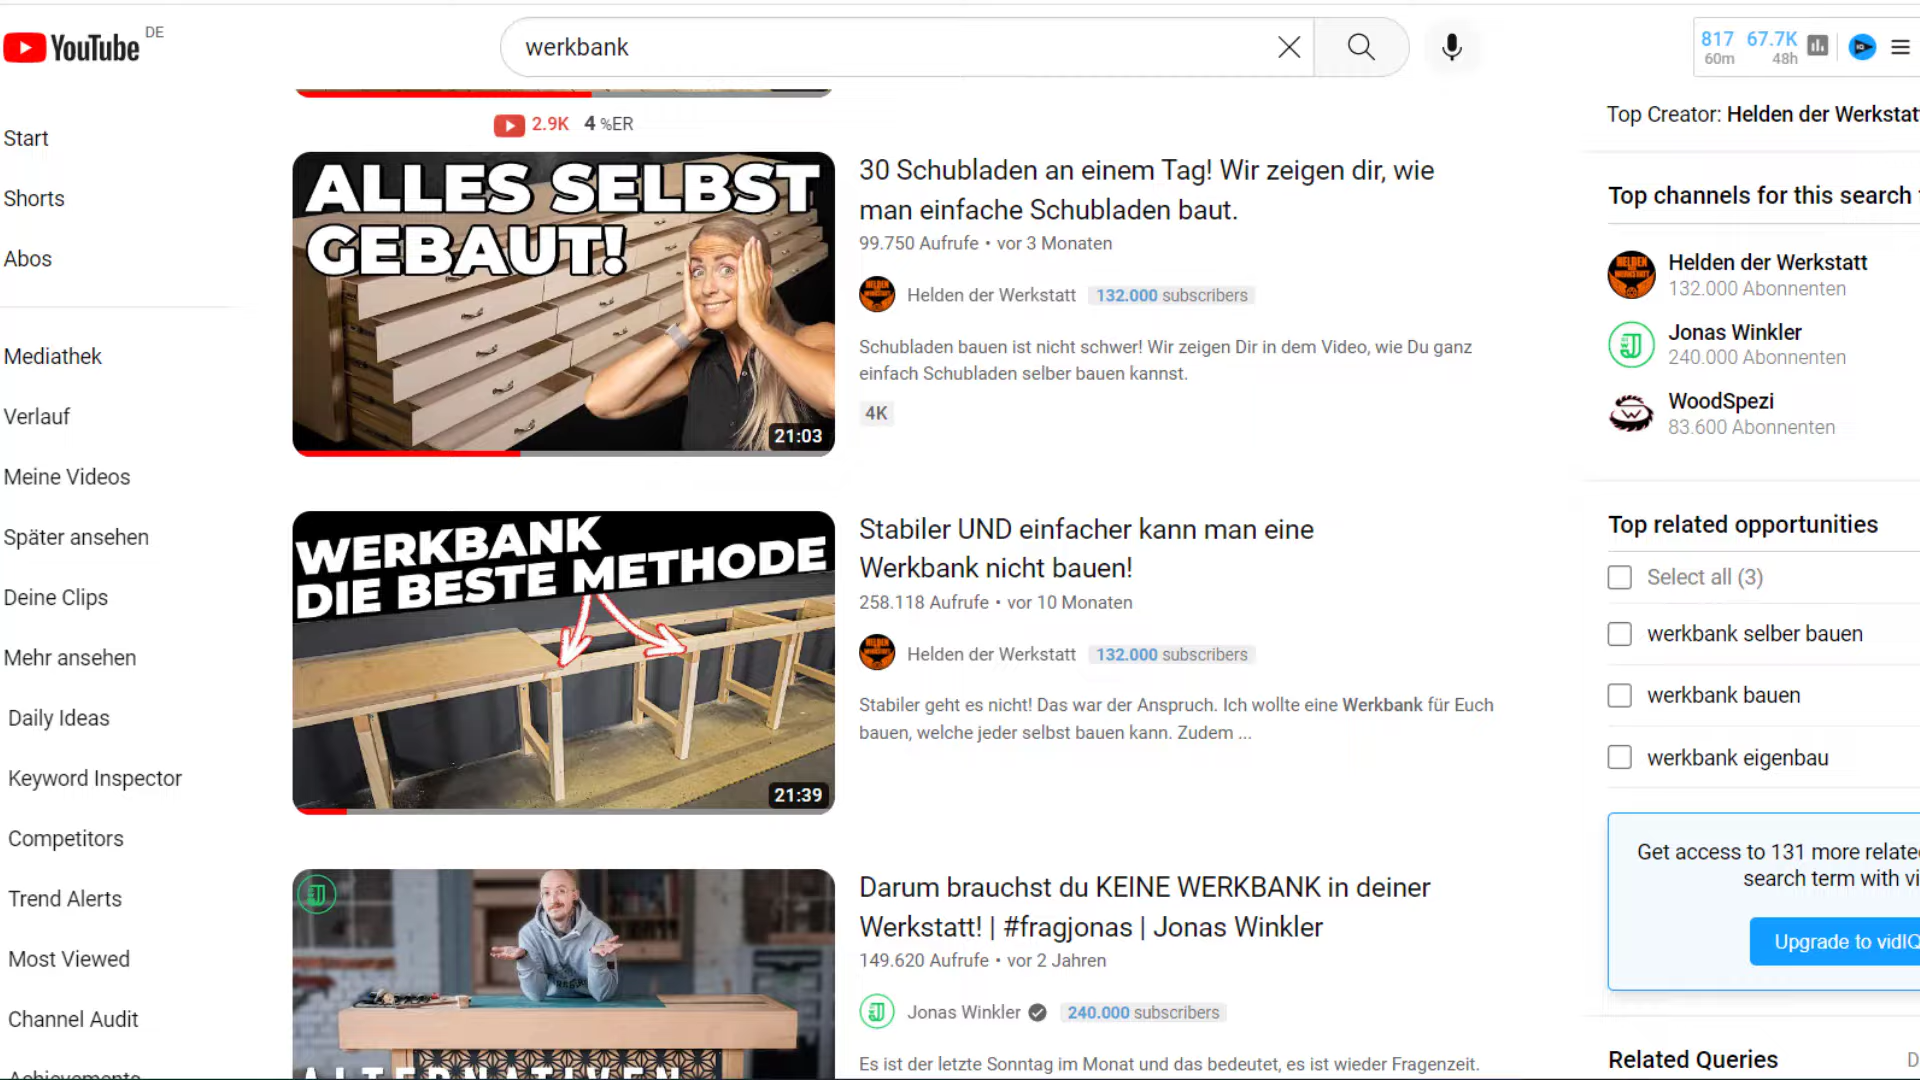 YouTube DE
werkbank
817 67.7K
60m 48h
Start
Shorts
Abos
Mediathek
Verlauf
Meine Videos
Später ansehen
Deine Clips
Mehr ansehen
Daily Ideas
Keyword Inspector
Competitors
Trend Alerts
Most Viewed
Channel Audit
Achievements
2.9K 4 %ER
ALLES SELBST
GEBAUT!
21:03
30 Schubladen an einem Tag! Wir zeigen dir, wie
man einfache Schubladen baut.
99.750 Aufrufe • vor 3 Monaten
HELDEN DER WERKSTATT
Helden der Werkstatt 132.000 subscribers
Schubladen bauen ist nicht schwer! Wir zeigen Dir in dem Video, wie Du ganz
einfach Schubladen selber bauen kannst.
4K
WERKBANK
DIE BESTE METHODE
21:39
Stabiler UND einfacher kann man eine
Werkbank nicht bauen!
258.118 Aufrufe • vor 10 Monaten
Helden der Werkstatt 132.000 subscribers
Stabiler geht es nicht! Das war der Anspruch. Ich wollte eine Werkbank für Euch
bauen, welche jeder selbst bauen kann. Zudem ...
ALTERNATIVEN
Darum brauchst du KEINE WERKBANK in deiner
Werkstatt! | #fragjonas | Jonas Winkler
149.620 Aufrufe • vor 2 Jahren
Jonas Winkler 240.000 subscribers
Es ist der letzte Sonntag im Monat und das bedeutet, es ist wieder Fragenzeit.
Top Creator: Helden der Werkstat
Top channels for this search
Helden der Werkstatt
132.000 Abonnenten
Jonas Winkler
240.000 Abonnenten
WoodSpezi
83.600 Abonnenten
Top related opportunities
Select all (3)
werkbank selber bauen
werkbank bauen
werkbank eigenbau
Get access to 131 more relate
search term with vi
Upgrade to vidIQ
Related Queries D